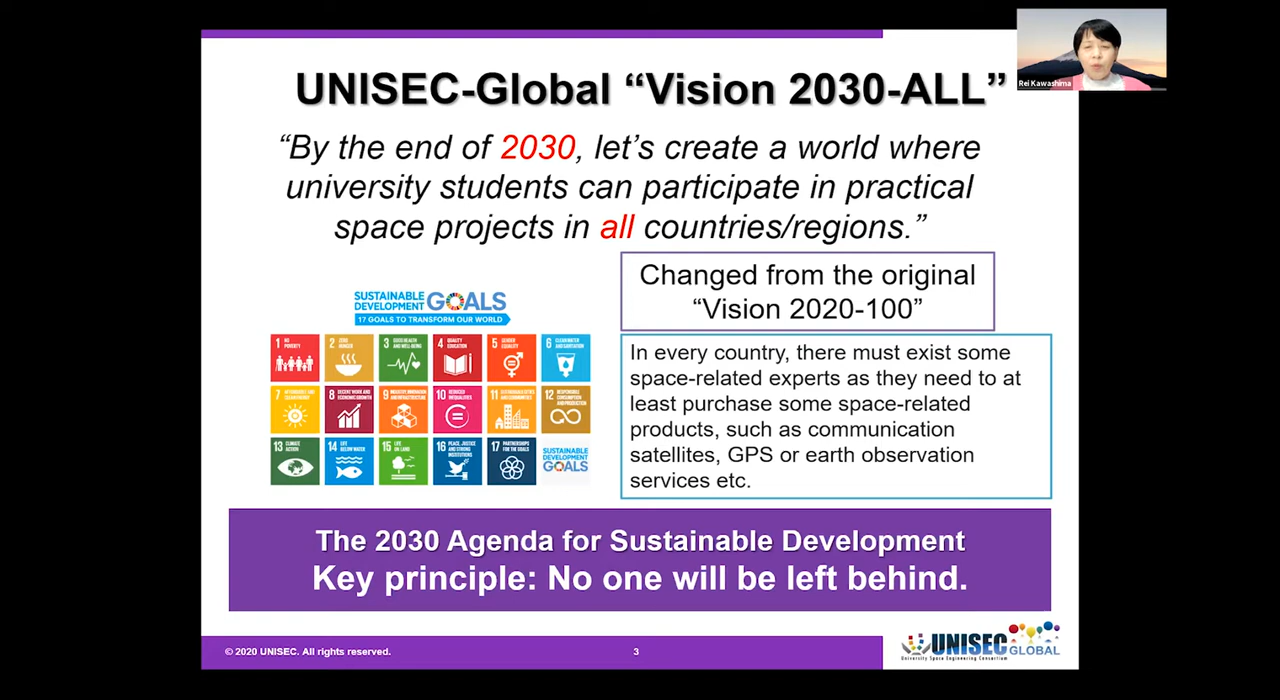 UNISEC-Global “Vision 2030-ALL”
Rei Kawashima
“By the end of 2030, let’s create a world where
university students can participate in practical
space projects in all countries/regions.”
Changed from the original
“Vision 2020-100”
SUSTAINABLE
DEVELOPMENT GOALS
17 GOALS TO TRANSFORM OUR WORLD
1 NO POVERTY
2 ZERO HUNGER
3 GOOD HEALTH AND WELL-BEING
4 QUALITY EDUCATION
5 GENDER EQUALITY
6 CLEAN WATER AND SANITATION
7
8 DECENT WORK AND ECONOMIC GROWTH
9 INDUSTRY, INNOVATION AND INFRASTRUCTURE
10 REDUCED INEQUALITIES
11 SUSTAINABLE CITIES AND COMMUNITIES
12 RESPONSIBLE CONSUMPTION AND PRODUCTION
13 CLIMATE ACTION
14 LIFE BELOW WATER
15 LIFE ON LAND
16 PEACE, JUSTICE AND STRONG INSTITUTIONS
17 PARTNERSHIPS FOR THE GOALS
SUSTAINABLE
DEVELOPMENT
GOALS
In every country, there must exist some
space-related experts as they need to at
least purchase some space-related
products, such as communication
satellites, GPS or earth observation
services etc.
The 2030 Agenda for Sustainable Development
Key principle: No one will be left behind.
© 2020 UNISEC. All rights reserved.
3
UNISEC GLOBAL
University Space Engineering Consortium